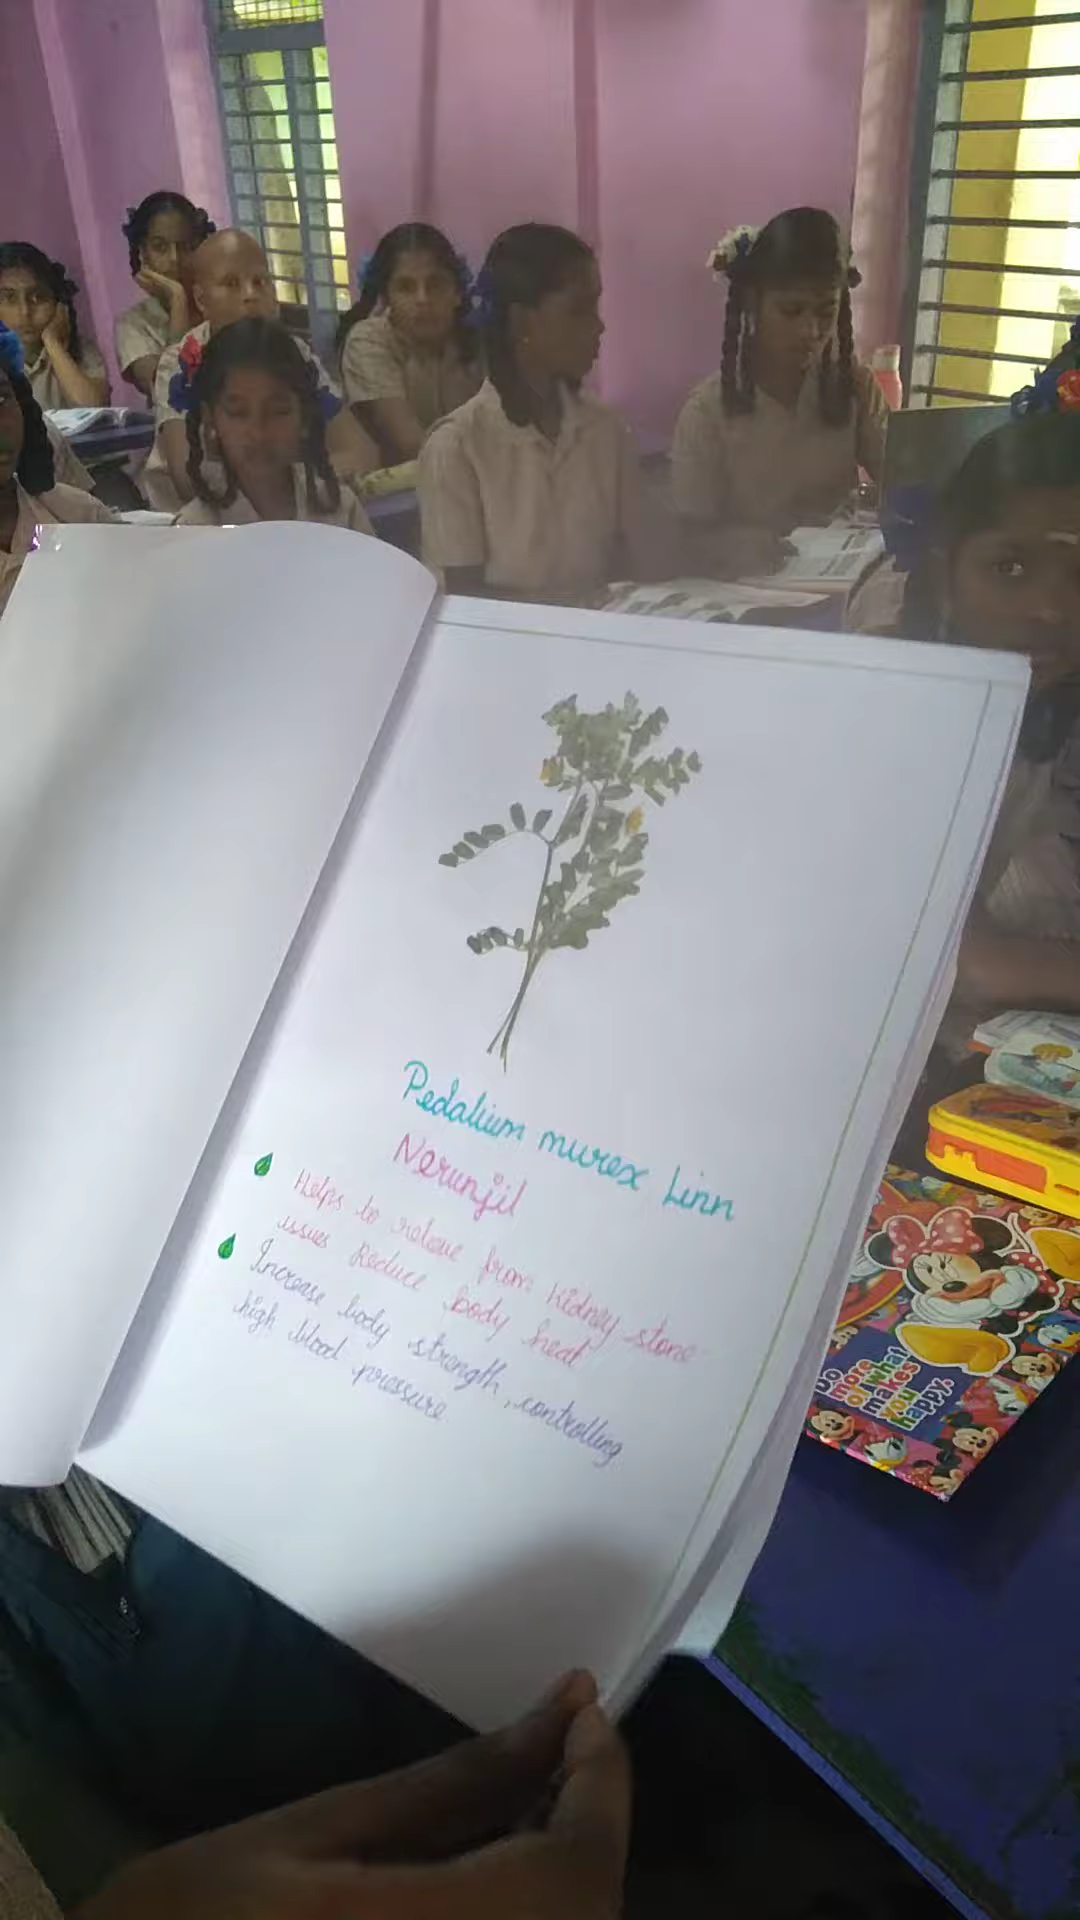 Pedalium murex Linn
Nerunjil
Helps to releve from kidney stone
issues Reduce body heat
Increase body strength, controlling
high blood pressure.
Do
more
of what
makes
you
happy.